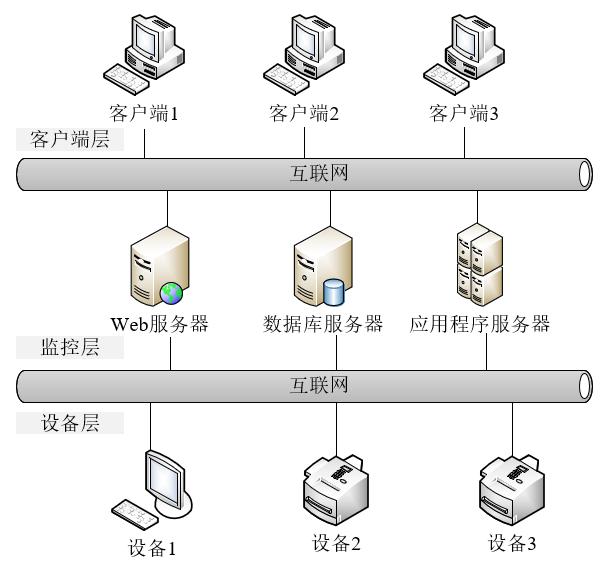 客户端1
客户端2
客户端3
客户端层
互联网
Web服务器
数据库服务器
应用程序服务器
监控层
互联网
设备层
设备1
设备2
设备3